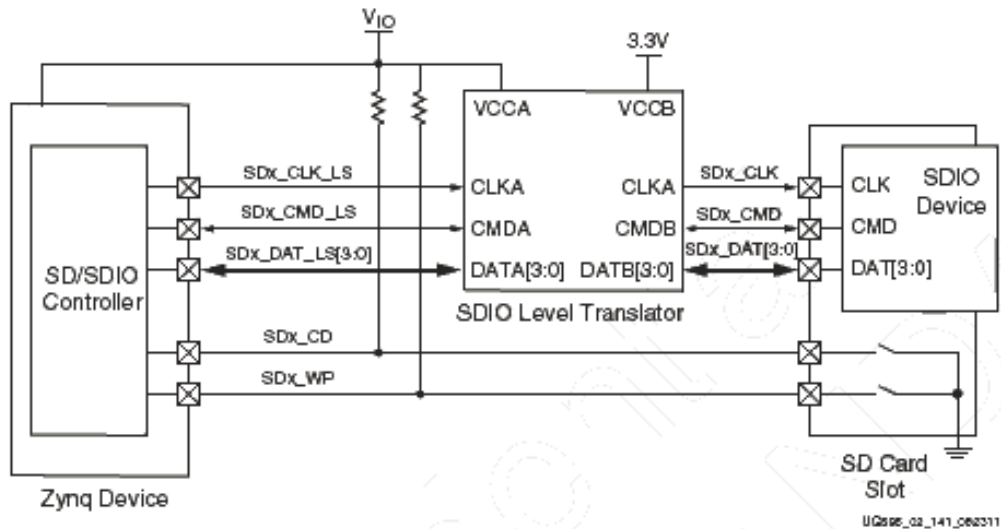 VIO
3.3V
VCCA
VCCB
SDx_CLK_LS
CLKA
CLKA
SDx_CLK
CLK
SDIO
Device
SDx_CMD_LS
CMDA
CMDB
SDx_CMD
CMD
SDx_DAT_LS[3:0]
DATA[3:0]
DATB[3:0]
SDx_DAT[3:0]
DAT[3:0]
SD/SDIO
Controller
SDIO Level Translator
SDx_CD
SDx_WP
Zynq Device
SD Card
Slot